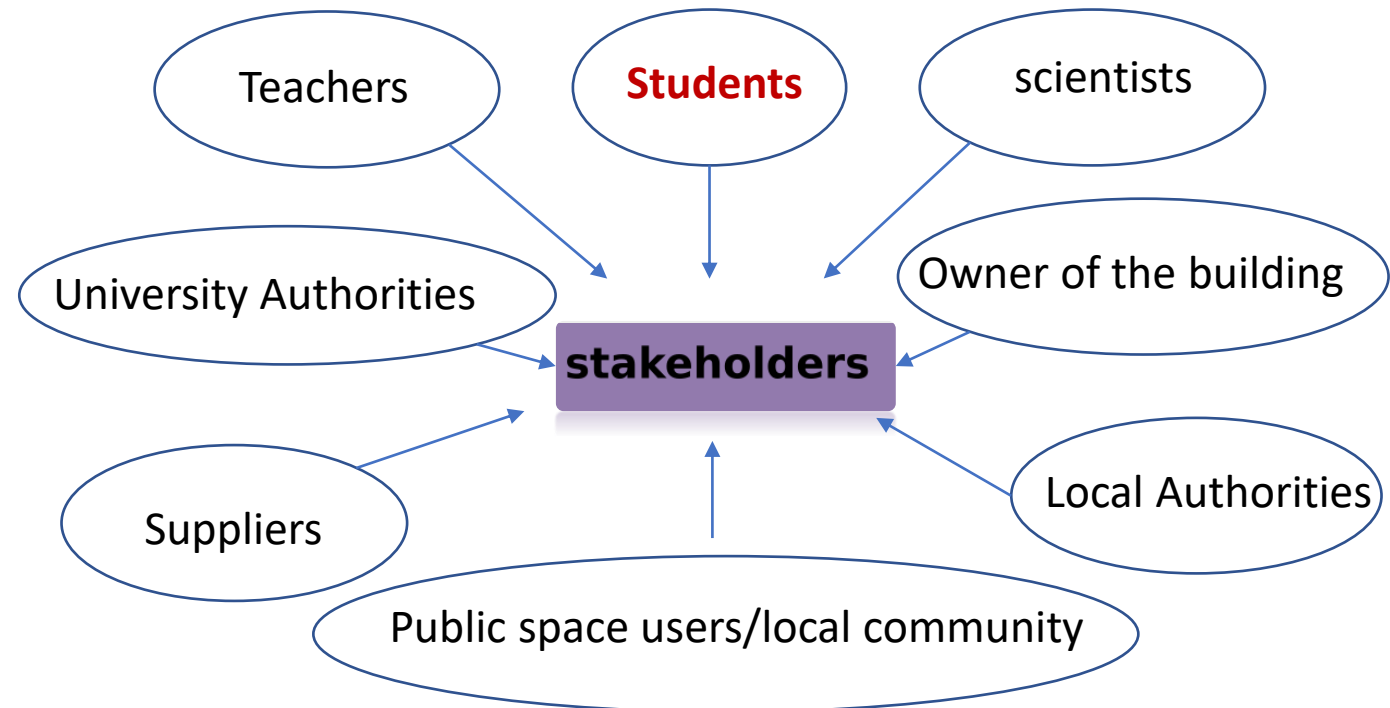 Teachers
Students
scientists
University Authorities
Owner of the building
stakeholders
Suppliers
Local Authorities
Public space users/local community